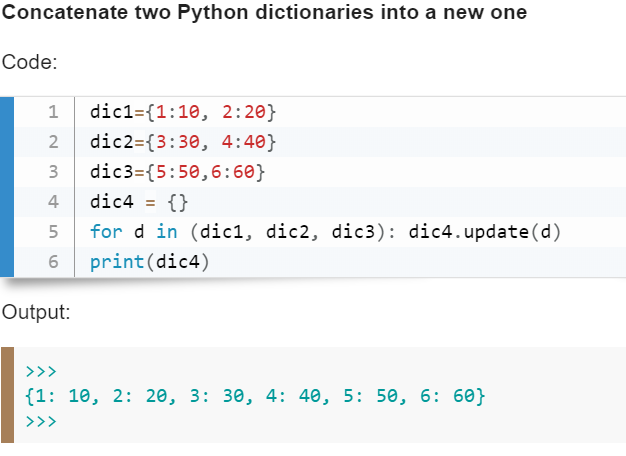 Concatenate two Python dictionaries into a new one
Code:
1 dic1={1:10, 2:20}
2 dic2={3:30, 4:40}
3 dic3={5:50,6:60}
4 dic4 = {}
5 for d in (dic1, dic2, dic3): dic4.update(d)
6 print(dic4)
Output:
>>>
{1: 10, 2: 20, 3: 30, 4: 40, 5: 50, 6: 60}
>>>